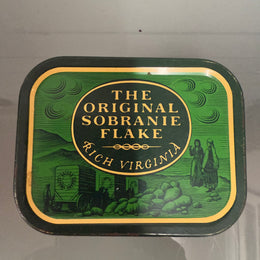 THE
ORIGINAL
SOBRANIE
FLAKE
RICH VIRGINIA